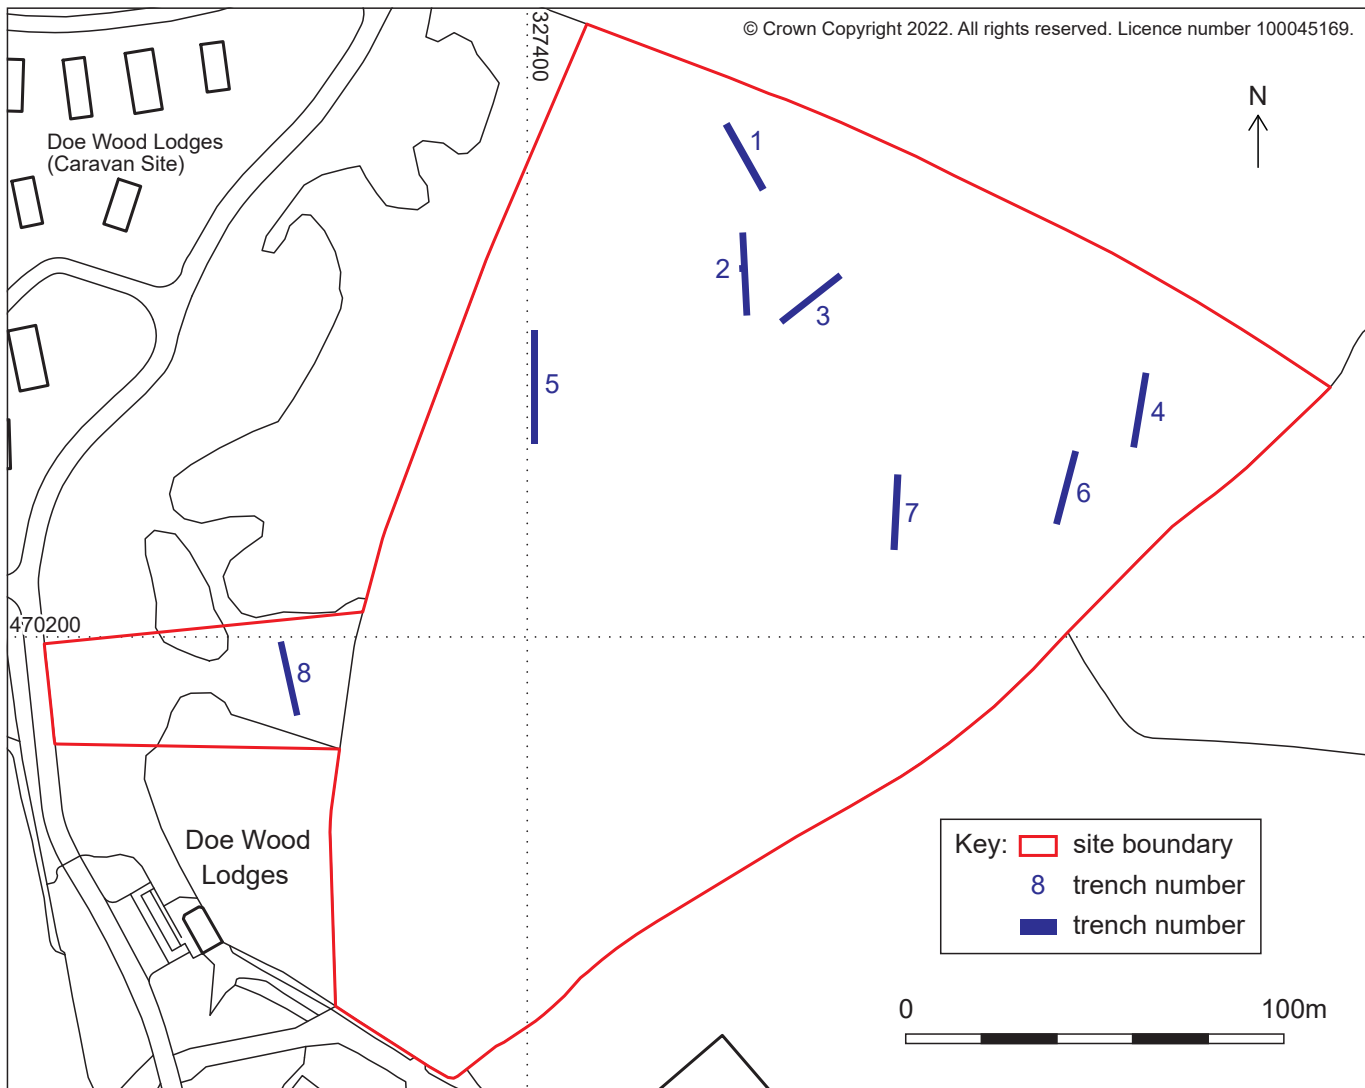 © Crown Copyright 2022. All rights reserved. Licence number 100045169.
327400
N
Doe Wood Lodges
(Caravan Site)
1
2
3
5
4
6
7
470200
8
Doe Wood
Lodges
Key:
site boundary
8 trench number
trench number
0 100m